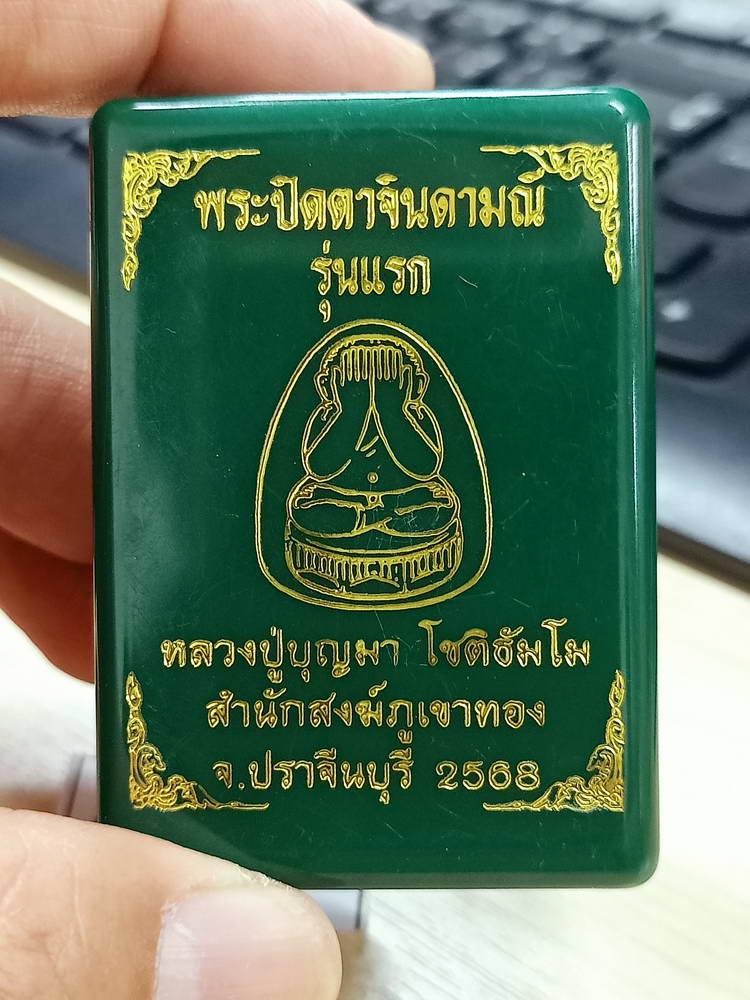 พระปิดตาจินดามณี
รุ่นแรก
หลวงปู่บุญมา โชติธัมโม
สำนักสงฆ์ภูเขาทอง
จ.ปราจีนบุรี 2568